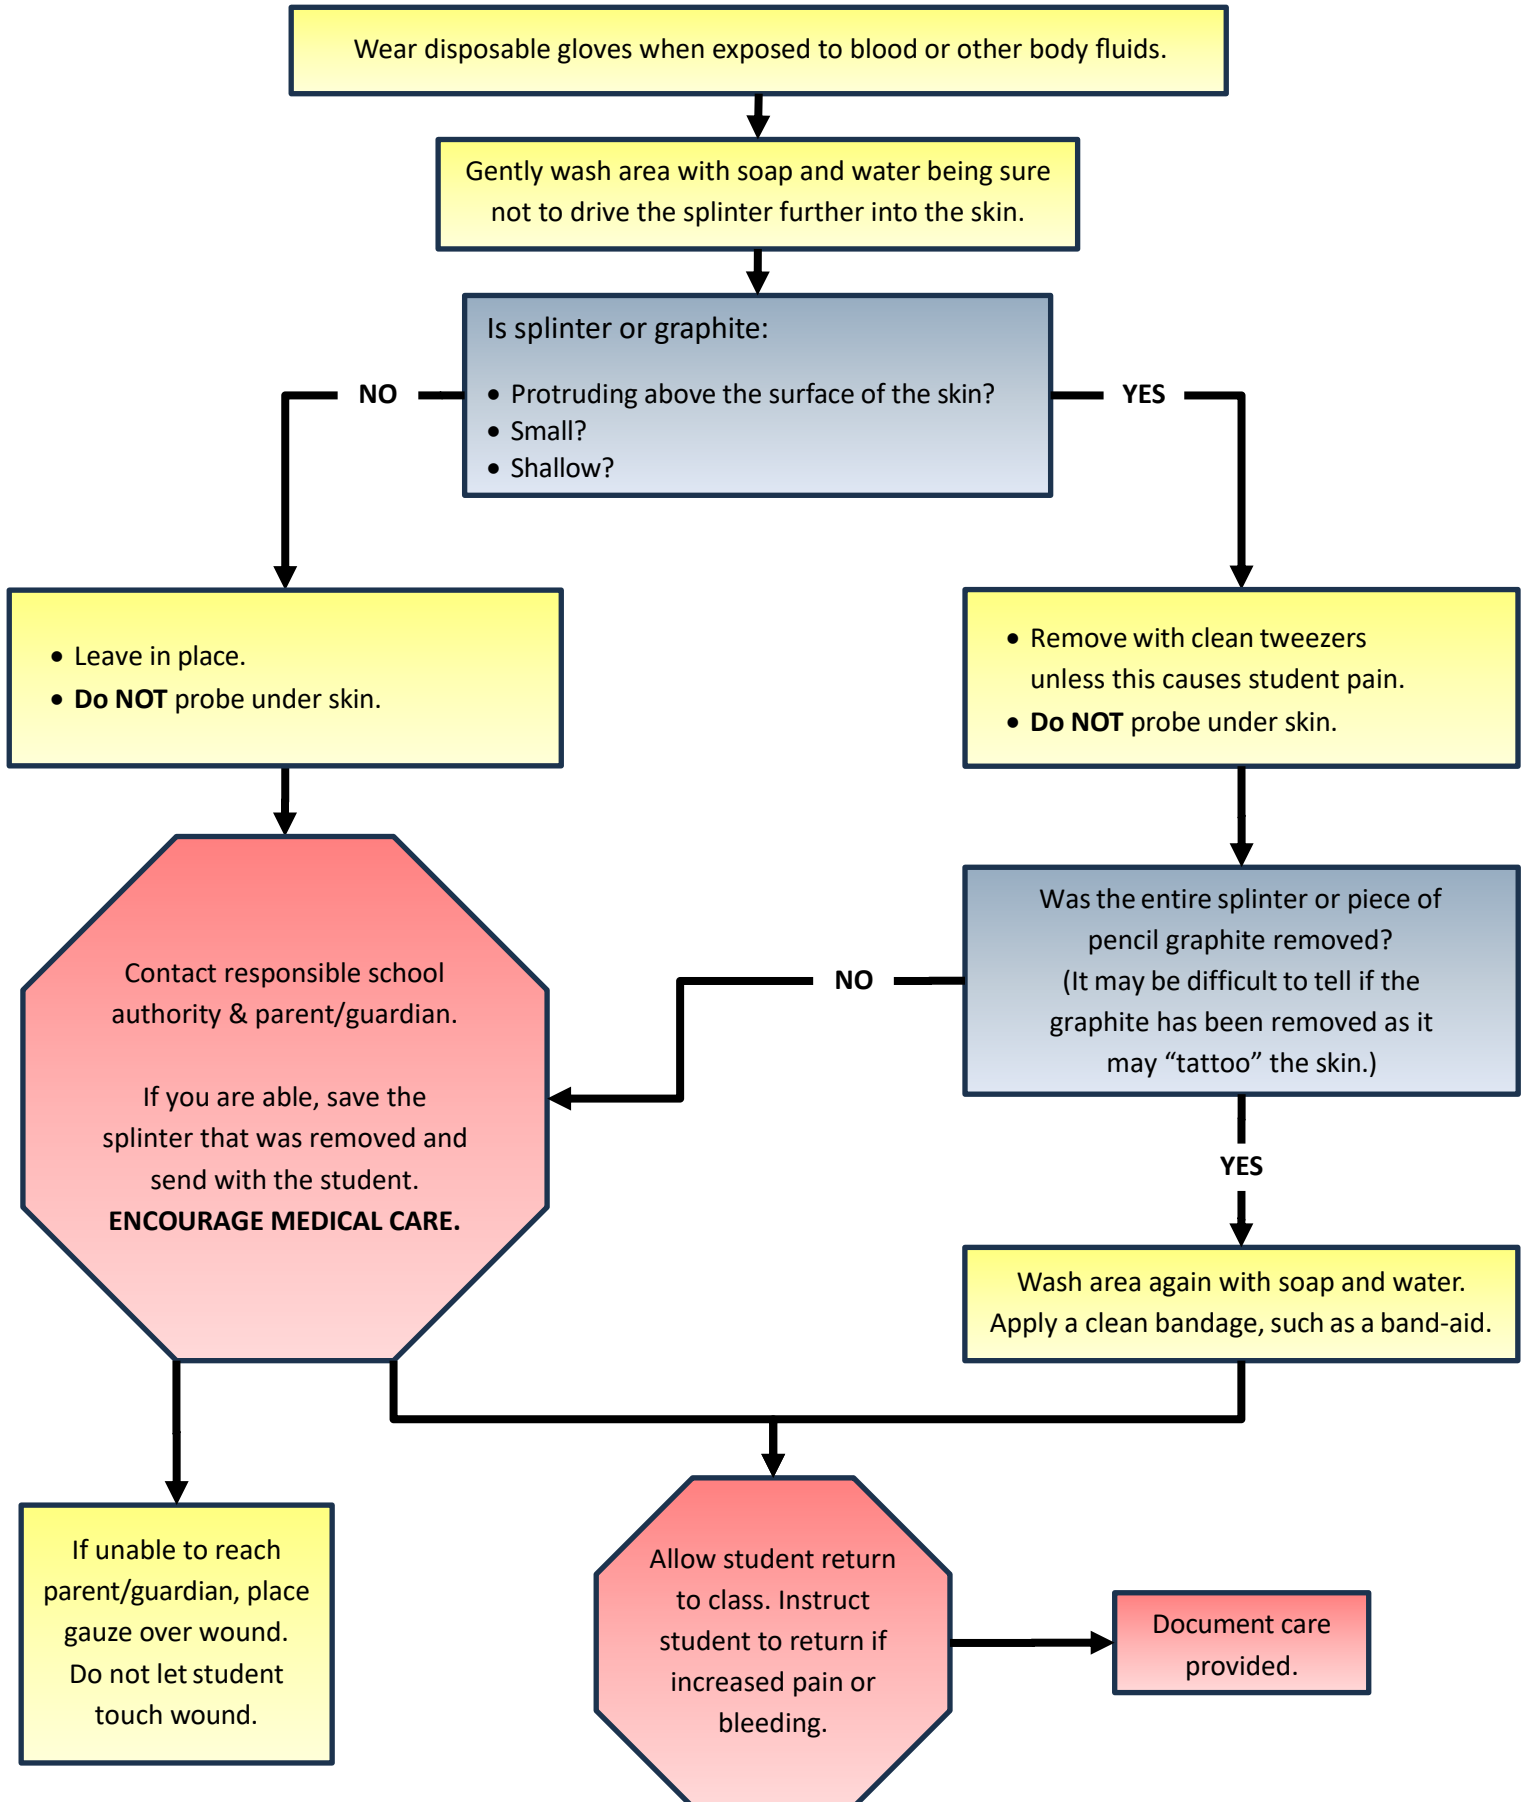 Wear disposable gloves when exposed to blood or other body fluids.
Gently wash area with soap and water being sure
not to drive the splinter further into the skin.
Is splinter or graphite:
• Protruding above the surface of the skin?
• Small?
• Shallow?
NO
YES
• Leave in place.
• Do NOT probe under skin.
• Remove with clean tweezers
unless this causes student pain.
• Do NOT probe under skin.
Contact responsible school
authority & parent/guardian.
If you are able, save the
splinter that was removed and
send with the student.
ENCOURAGE MEDICAL CARE.
NO
Was the entire splinter or piece of
pencil graphite removed?
(It may be difficult to tell if the
graphite has been removed as it
may “tattoo” the skin.)
YES
Wash area again with soap and water.
Apply a clean bandage, such as a band-aid.
If unable to reach
parent/guardian, place
gauze over wound.
Do not let student
touch wound.
Allow student return
to class. Instruct
student to return if
increased pain or
bleeding.
Document care
provided.